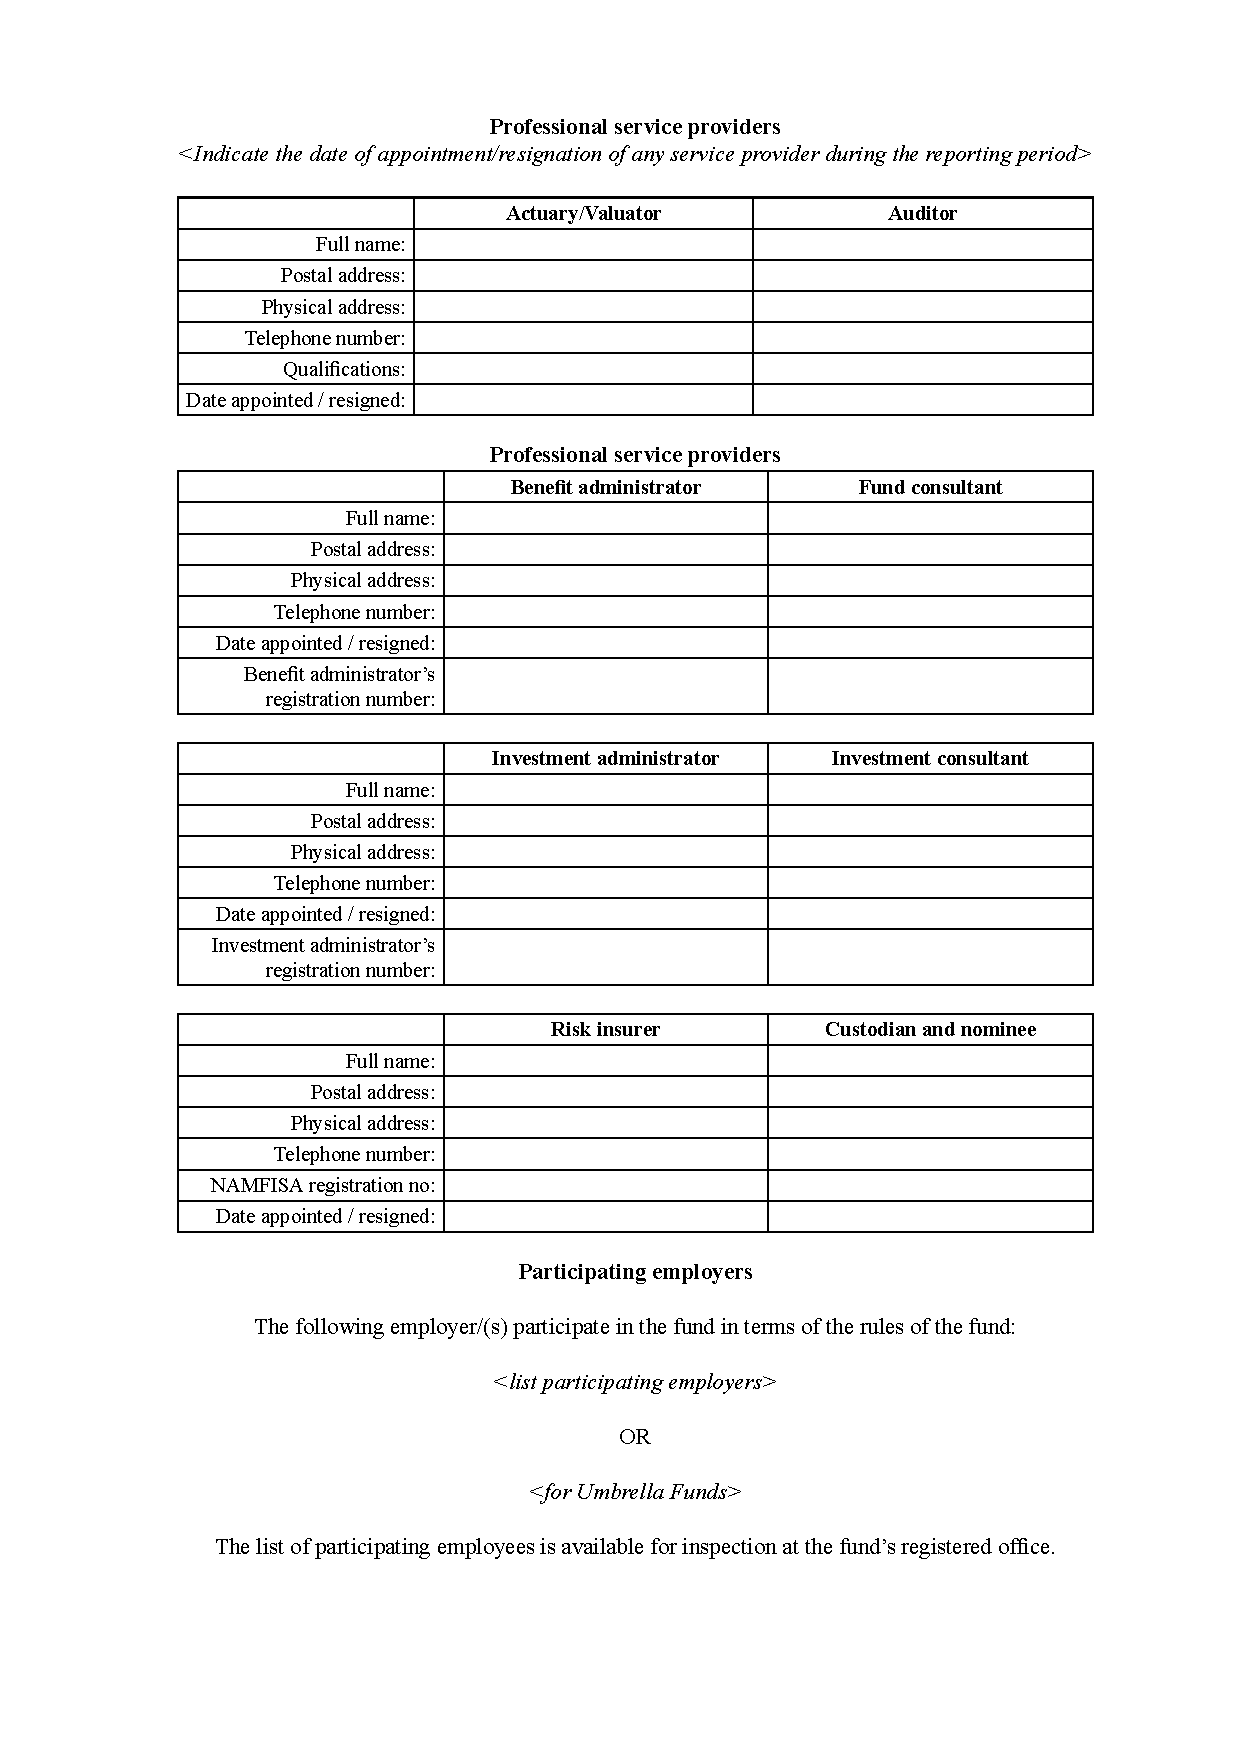 Professional service providers
<Indicate the date of appointment/resignation of any service provider during the reporting period>
Actuary/Valuator Auditor
Full name:
Postal address:
Physical address:
Telephone number:
Qualifications:
Date appointed / resigned:
Professional service providers
Benefit administrator Fund consultant
Full name:
Postal address:
Physical address:
Telephone number:
Date appointed / resigned:
Benefit administrator’s
registration number:
Investment administrator Investment consultant
Full name:
Postal address:
Physical address:
Telephone number:
Date appointed / resigned:
Investment administrator’s
registration number:
Risk insurer Custodian and nominee
Full name:
Postal address:
Physical address:
Telephone number:
NAMFISA registration no:
Date appointed / resigned:
Participating employers
The following employer/(s) participate in the fund in terms of the rules of the fund:
<list participating employers>
OR
<for Umbrella Funds>
The list of participating employees is available for inspection at the fund’s registered office.